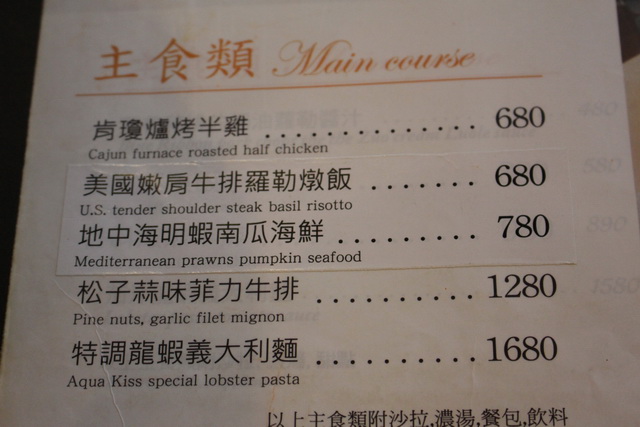 主食類 Main course
肯瓊爐烤半雞 ............ 680
Cajun furnace roasted half chicken
美國嫩肩牛排羅勒燉飯 ....... 680
U.S. tender shoulder steak basil risotto
地中海明蝦南瓜海鮮 ......... 780
Mediterranean prawns pumpkin seafood
松子蒜味菲力牛排 ........... 1280
Pine nuts, garlic filet mignon
特調龍蝦義大利麵 ........... 1680
Aqua Kiss special lobster pasta
以上主食類附沙拉,濃湯,餐包,飲料